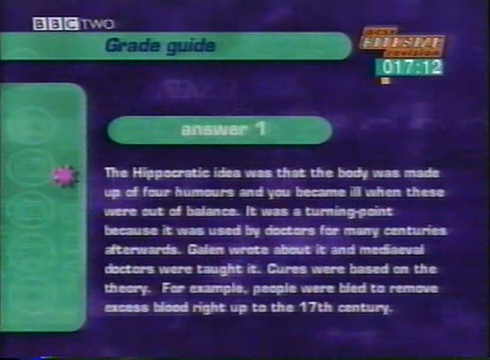 BBC TWO
Grade guide
GCSE
BITESIZE
revision
017:12
answer 1
The Hippocratic idea was that the body was made
up of four humours and you became ill when these
were out of balance. It was a turning-point
because it was used by doctors for many centuries
afterwards. Galen wrote about it and mediaeval
doctors were taught it. Cures were based on the
theory. For example, people were bled to remove
excess blood right up to the 17th century.